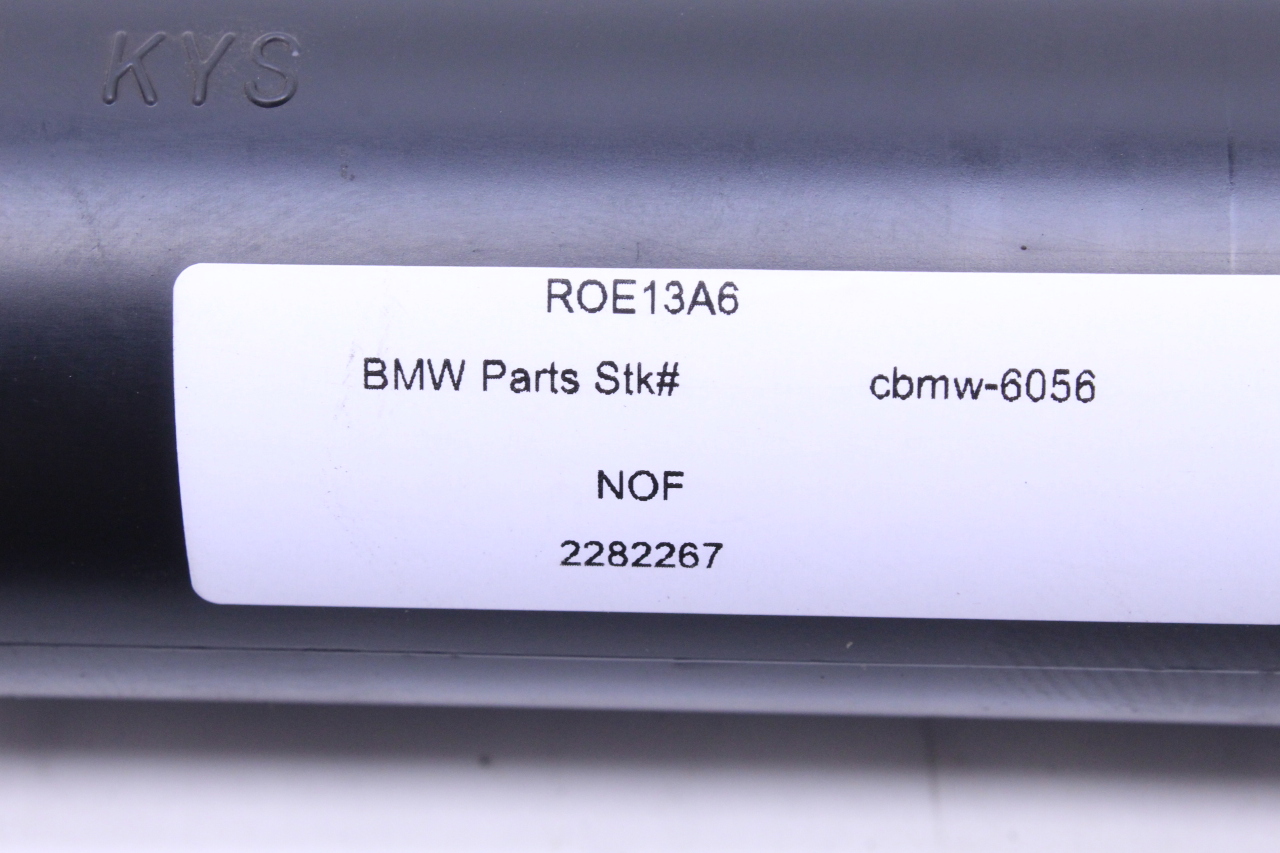 KYS
ROE13A6
BMW Parts Stk# cbmw-6056
NOF
2282267